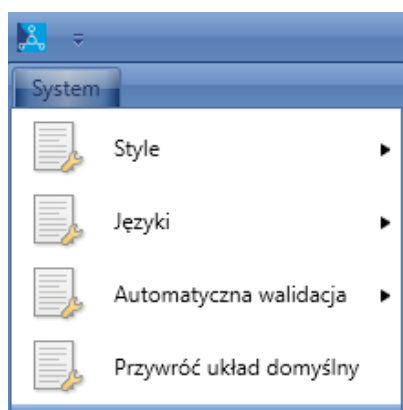 System
Style
Języki
Automatyczna walidacja
Przywróć układ domyślny